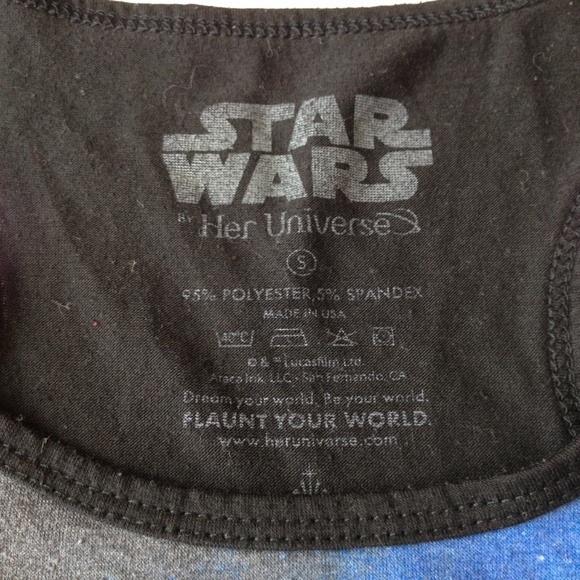 STAR
WARS
BY Her Universe
S
95% POLYESTER, 5% SPANDEX
MADE IN USA
40°C
© & ™ Lucasfilm Ltd.
Araca Ink, LLC • San Fernando, CA
Dream your world. Be your world.
FLAUNT YOUR WORLD.
www.heruniverse.com